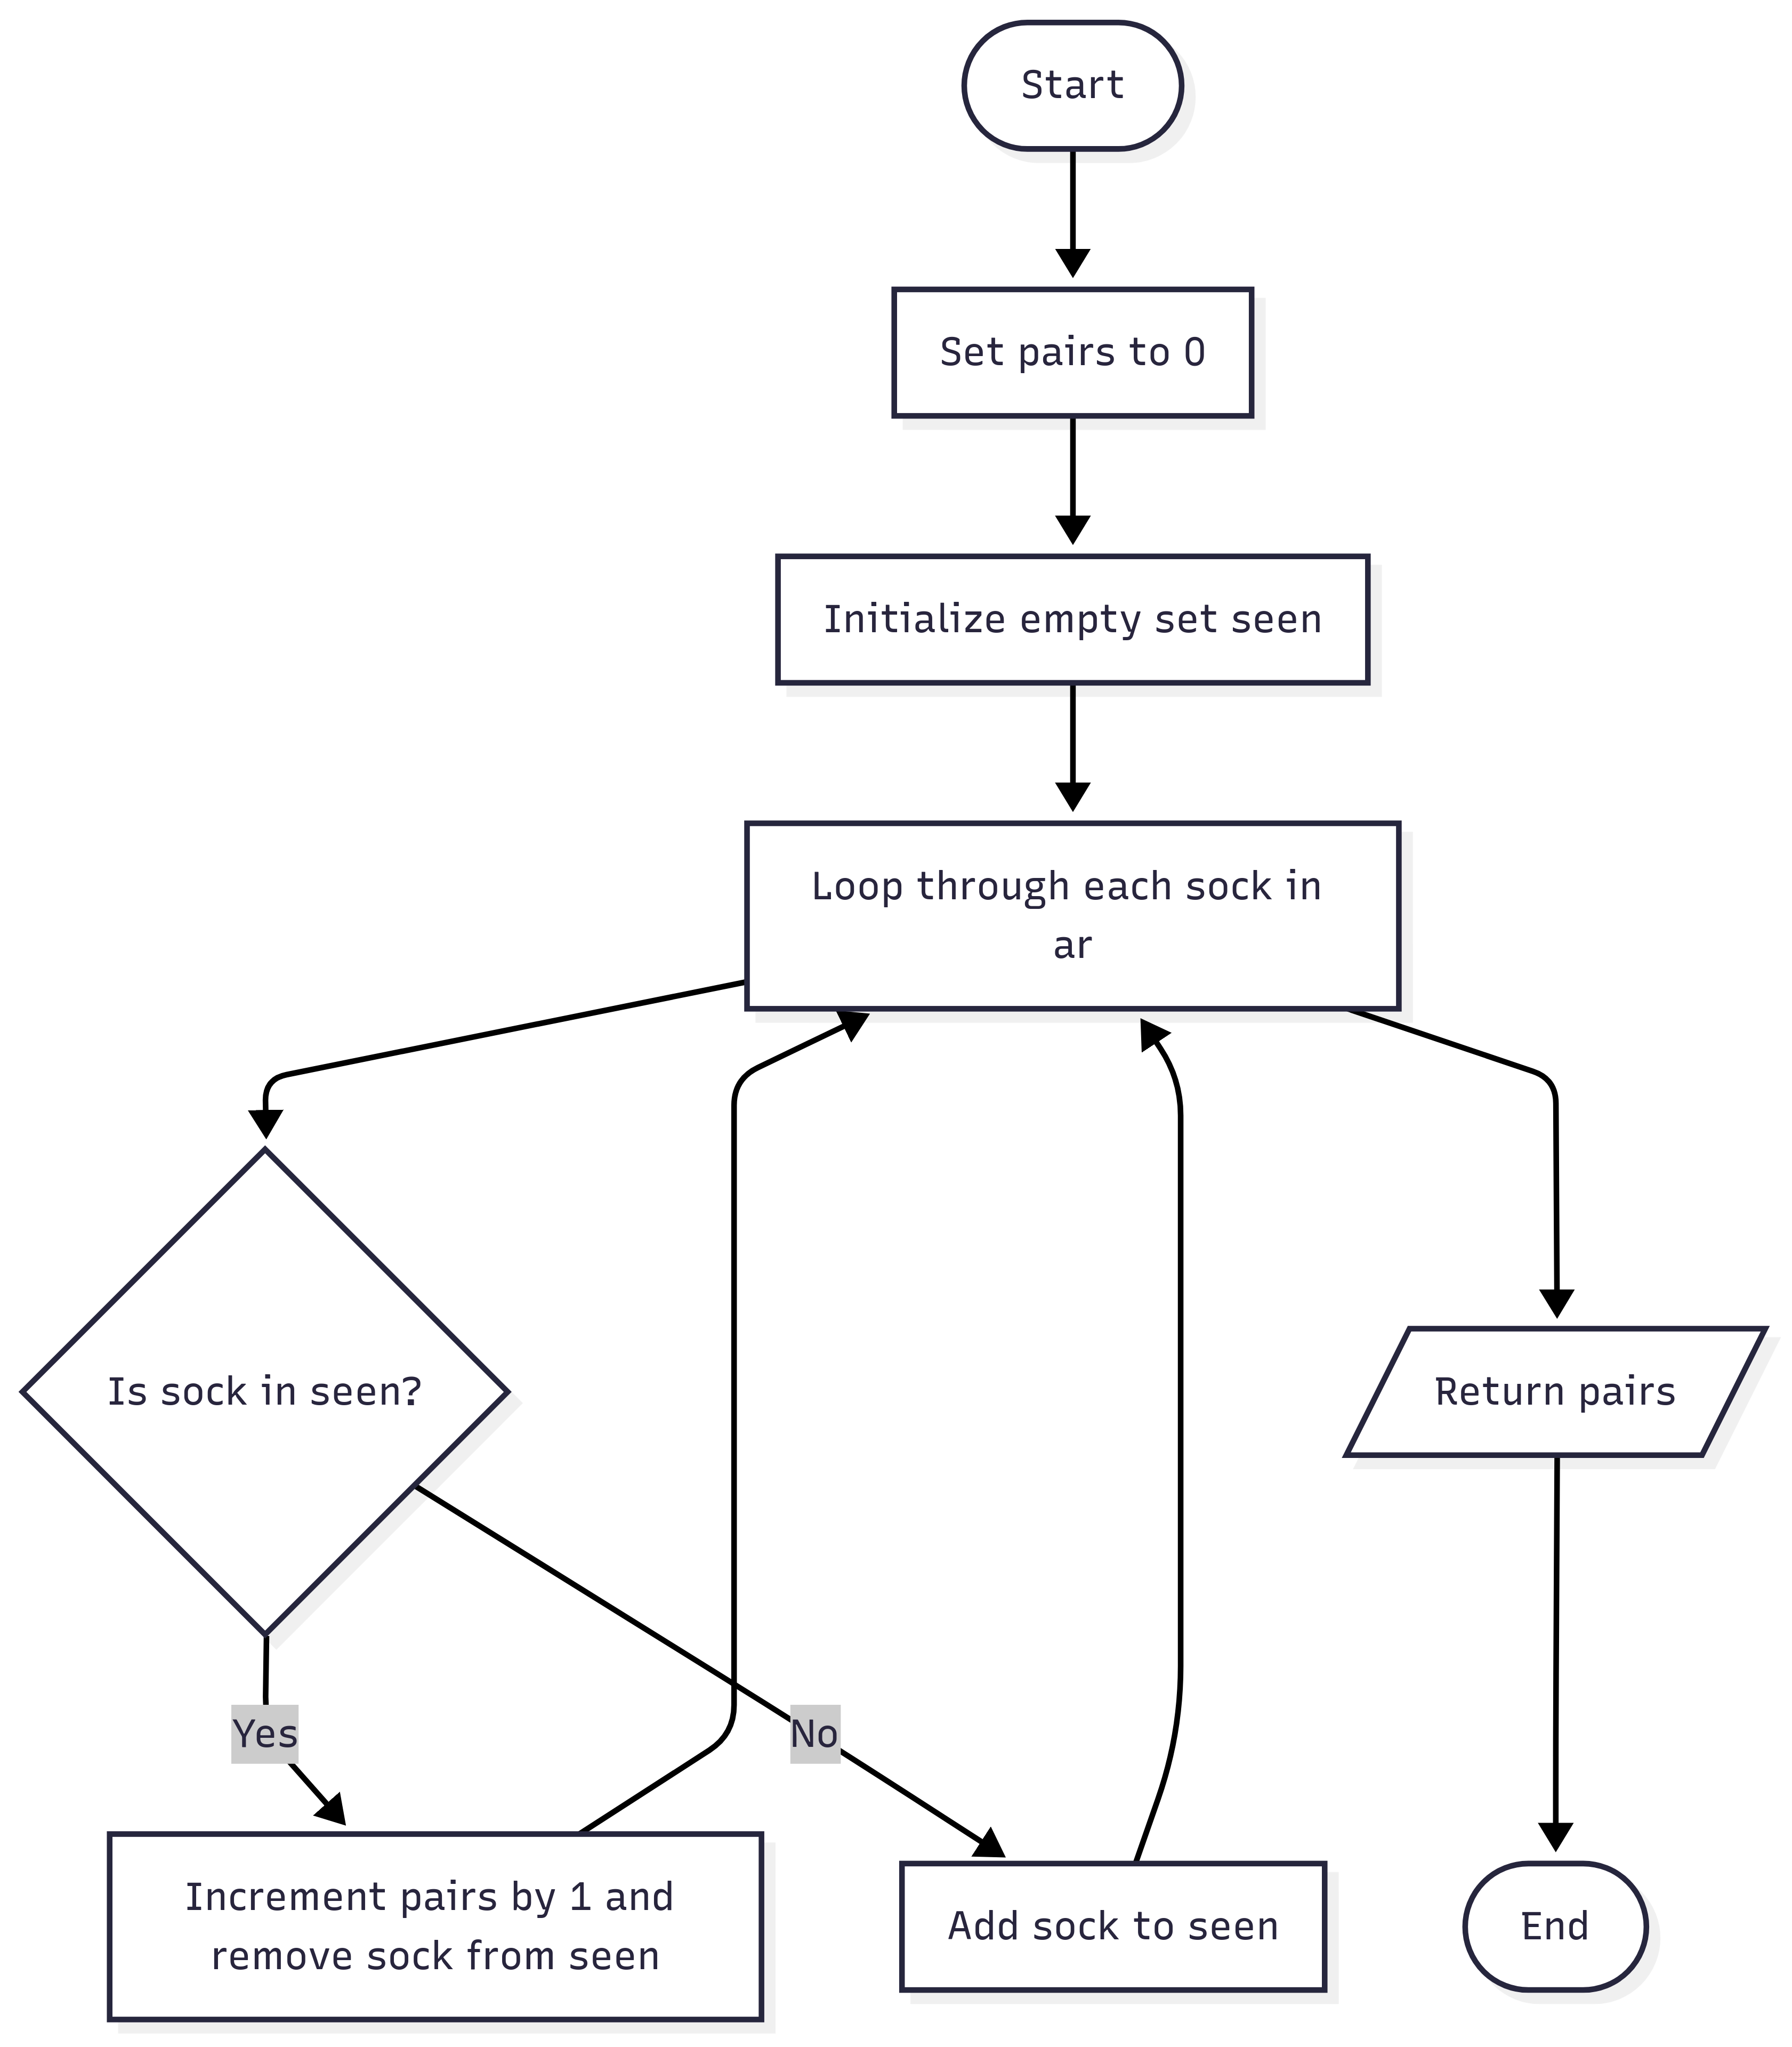 Start
Set pairs to 0
Initialize empty set seen
Loop through each sock in
ar
Is sock in seen?
Return pairs
Yes
No
Increment pairs by 1 and
remove sock from seen
Add sock to seen
End